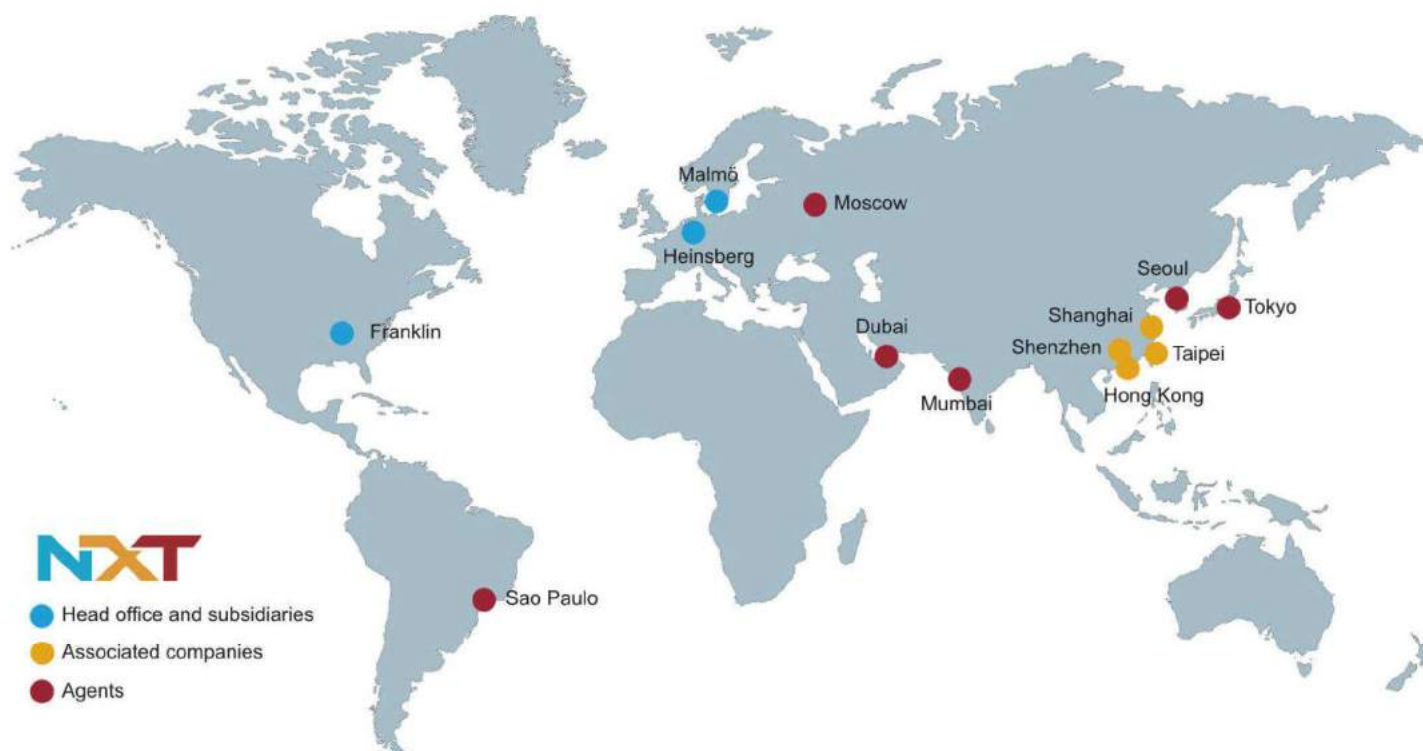 Malmö
Moscow
Heinsberg
Seoul
Franklin
Shanghai
Tokyo
Dubai
Shenzhen
Taipei
Mumbai
Hong Kong
NXT
Sao Paulo
Head office and subsidiaries
Associated companies
Agents